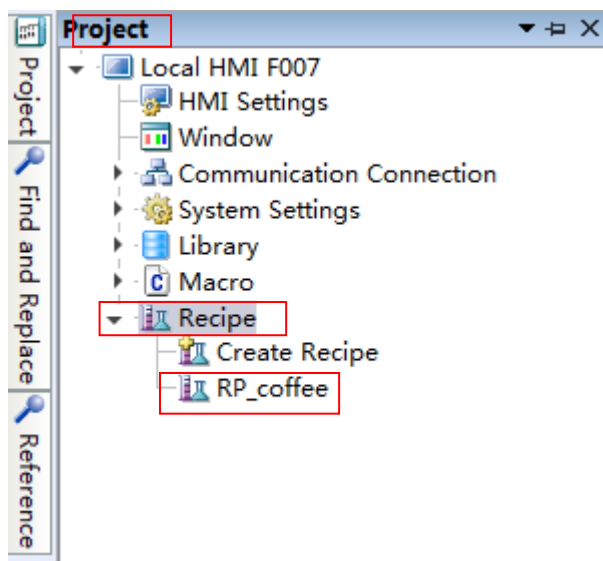 Project
Local HMI F007
HMI Settings
Window
Communication Connection
System Settings
Library
C Macro
Recipe
Create Recipe
RP_coffee
Project
Find and Replace
Reference